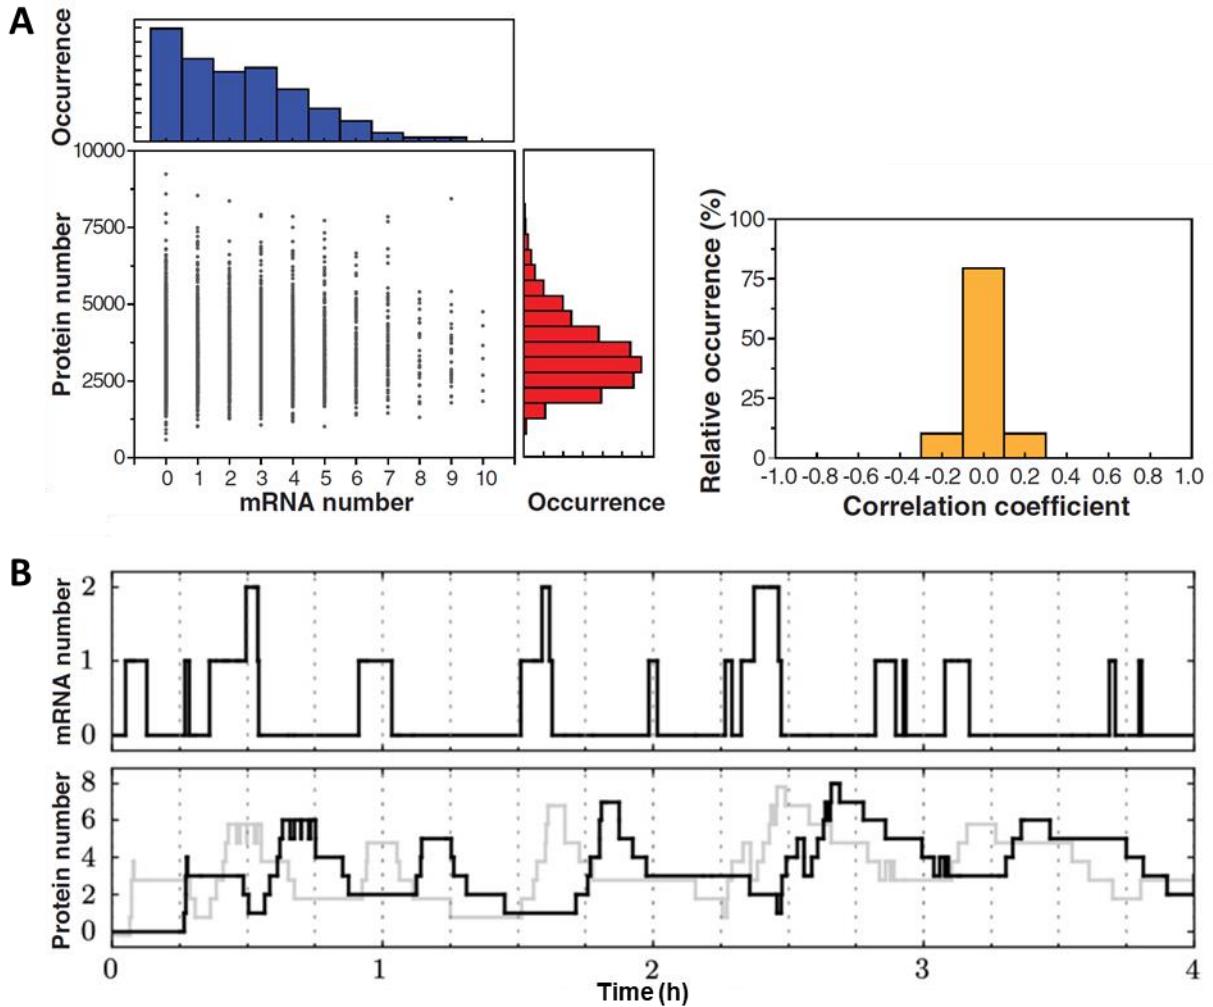 A
Occurrence
10000
7500
5000
2500
0
Protein number
0 1 2 3 4 5 6 7 8 9 10
mRNA number
Occurrence
Relative occurrence (%)
100
75
50
25
0
-1.0 -0.8 -0.6 -0.4 -0.2 0.0 0.2 0.4 0.6 0.8 1.0
Correlation coefficient
B
mRNA number
2
1
0
Protein number
8
6
4
2
0
0 1 2 3 4
Time (h)